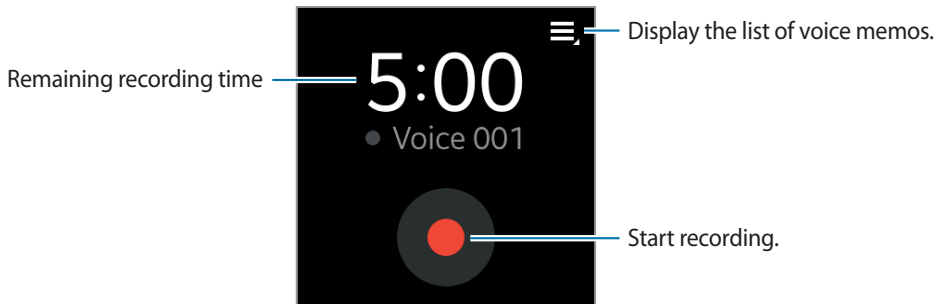 Display the list of voice memos.
Remaining recording time
5:00
Voice 001
Start recording.